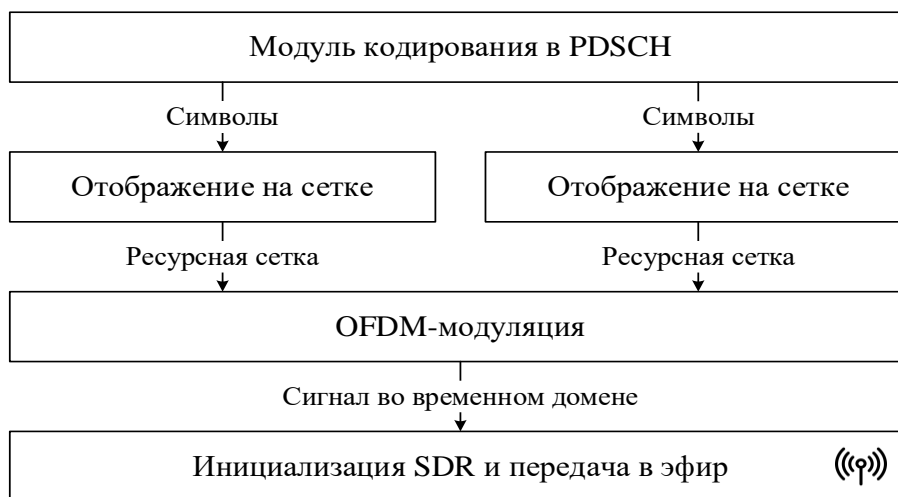 Модуль кодирования в PDSCH
Символы
Символы
Отображение на сетке
Отображение на сетке
Ресурсная сетка
Ресурсная сетка
OFDM-модуляция
Сигнал во временном домене
Инициализация SDR и передача в эфир